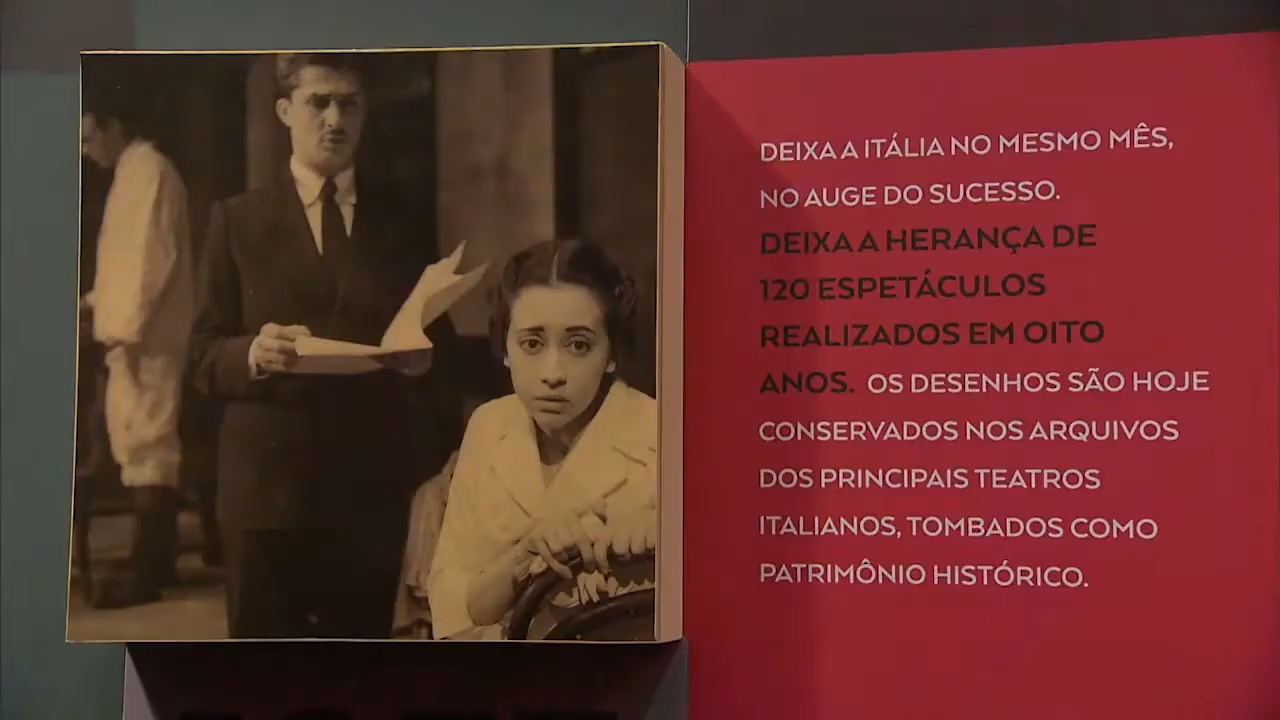 DEIXA A ITÁLIA NO MESMO MÊS,
NO AUGE DO SUCESSO.
DEIXA A HERANÇA DE
120 ESPETÁCULOS
REALIZADOS EM OITO
ANOS. OS DESENHOS SÃO HOJE
CONSERVADOS NOS ARQUIVOS
DOS PRINCIPAIS TEATROS
ITALIANOS, TOMBADOS COMO
PATRIMÔNIO HISTÓRICO.